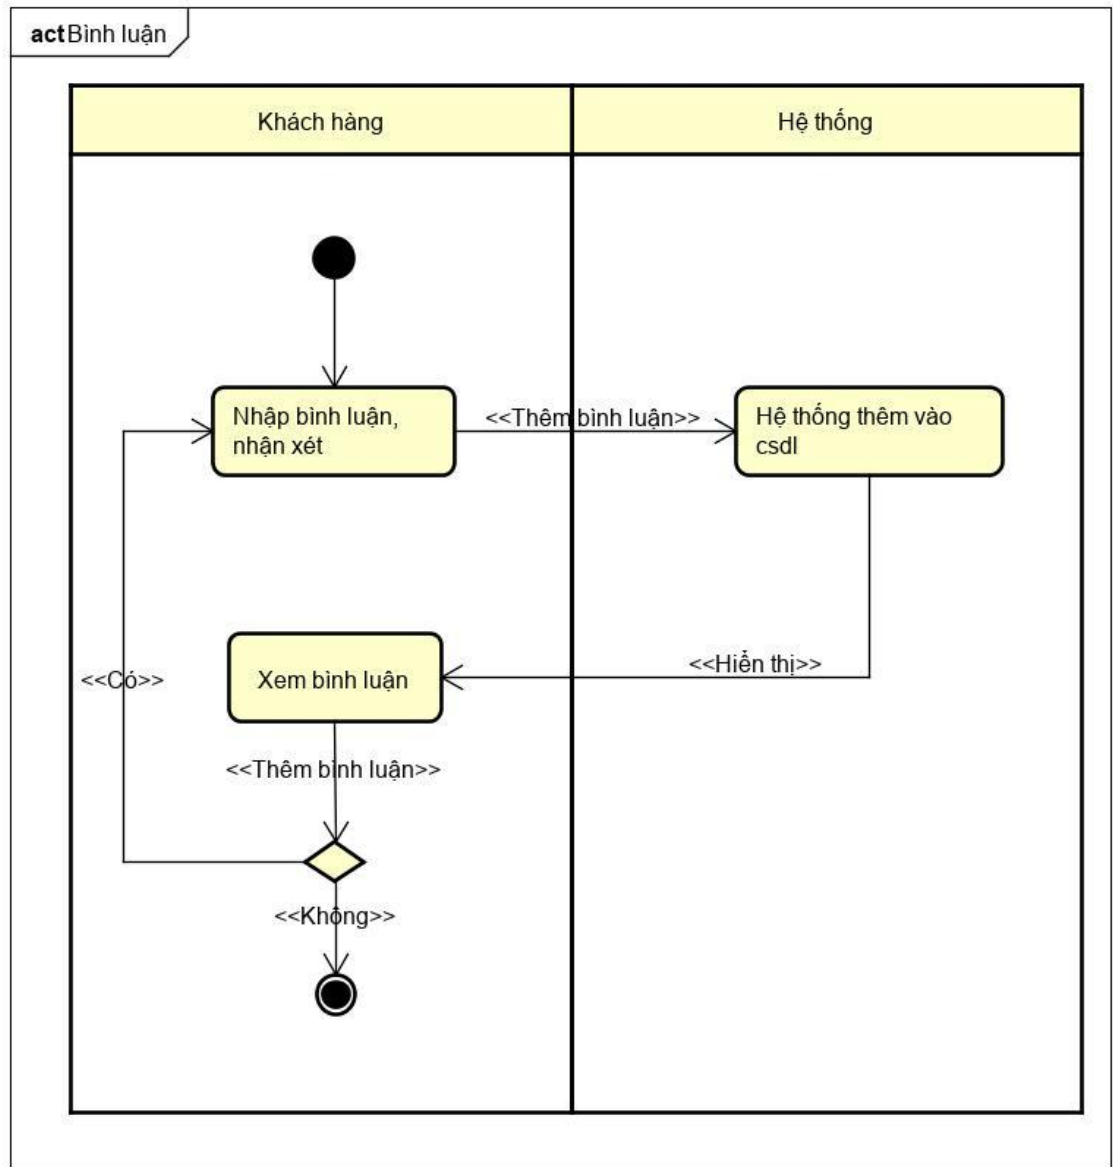 act Bình luận
Khách hàng
Hệ thống
Nhập bình luận,
nhận xét
<<Thêm bình luận>>
Hệ thống thêm vào
csdl
<<Hiển thị>>
Xem bình luận
<<Có>>
<<Thêm bình luận>>
<<Không>>